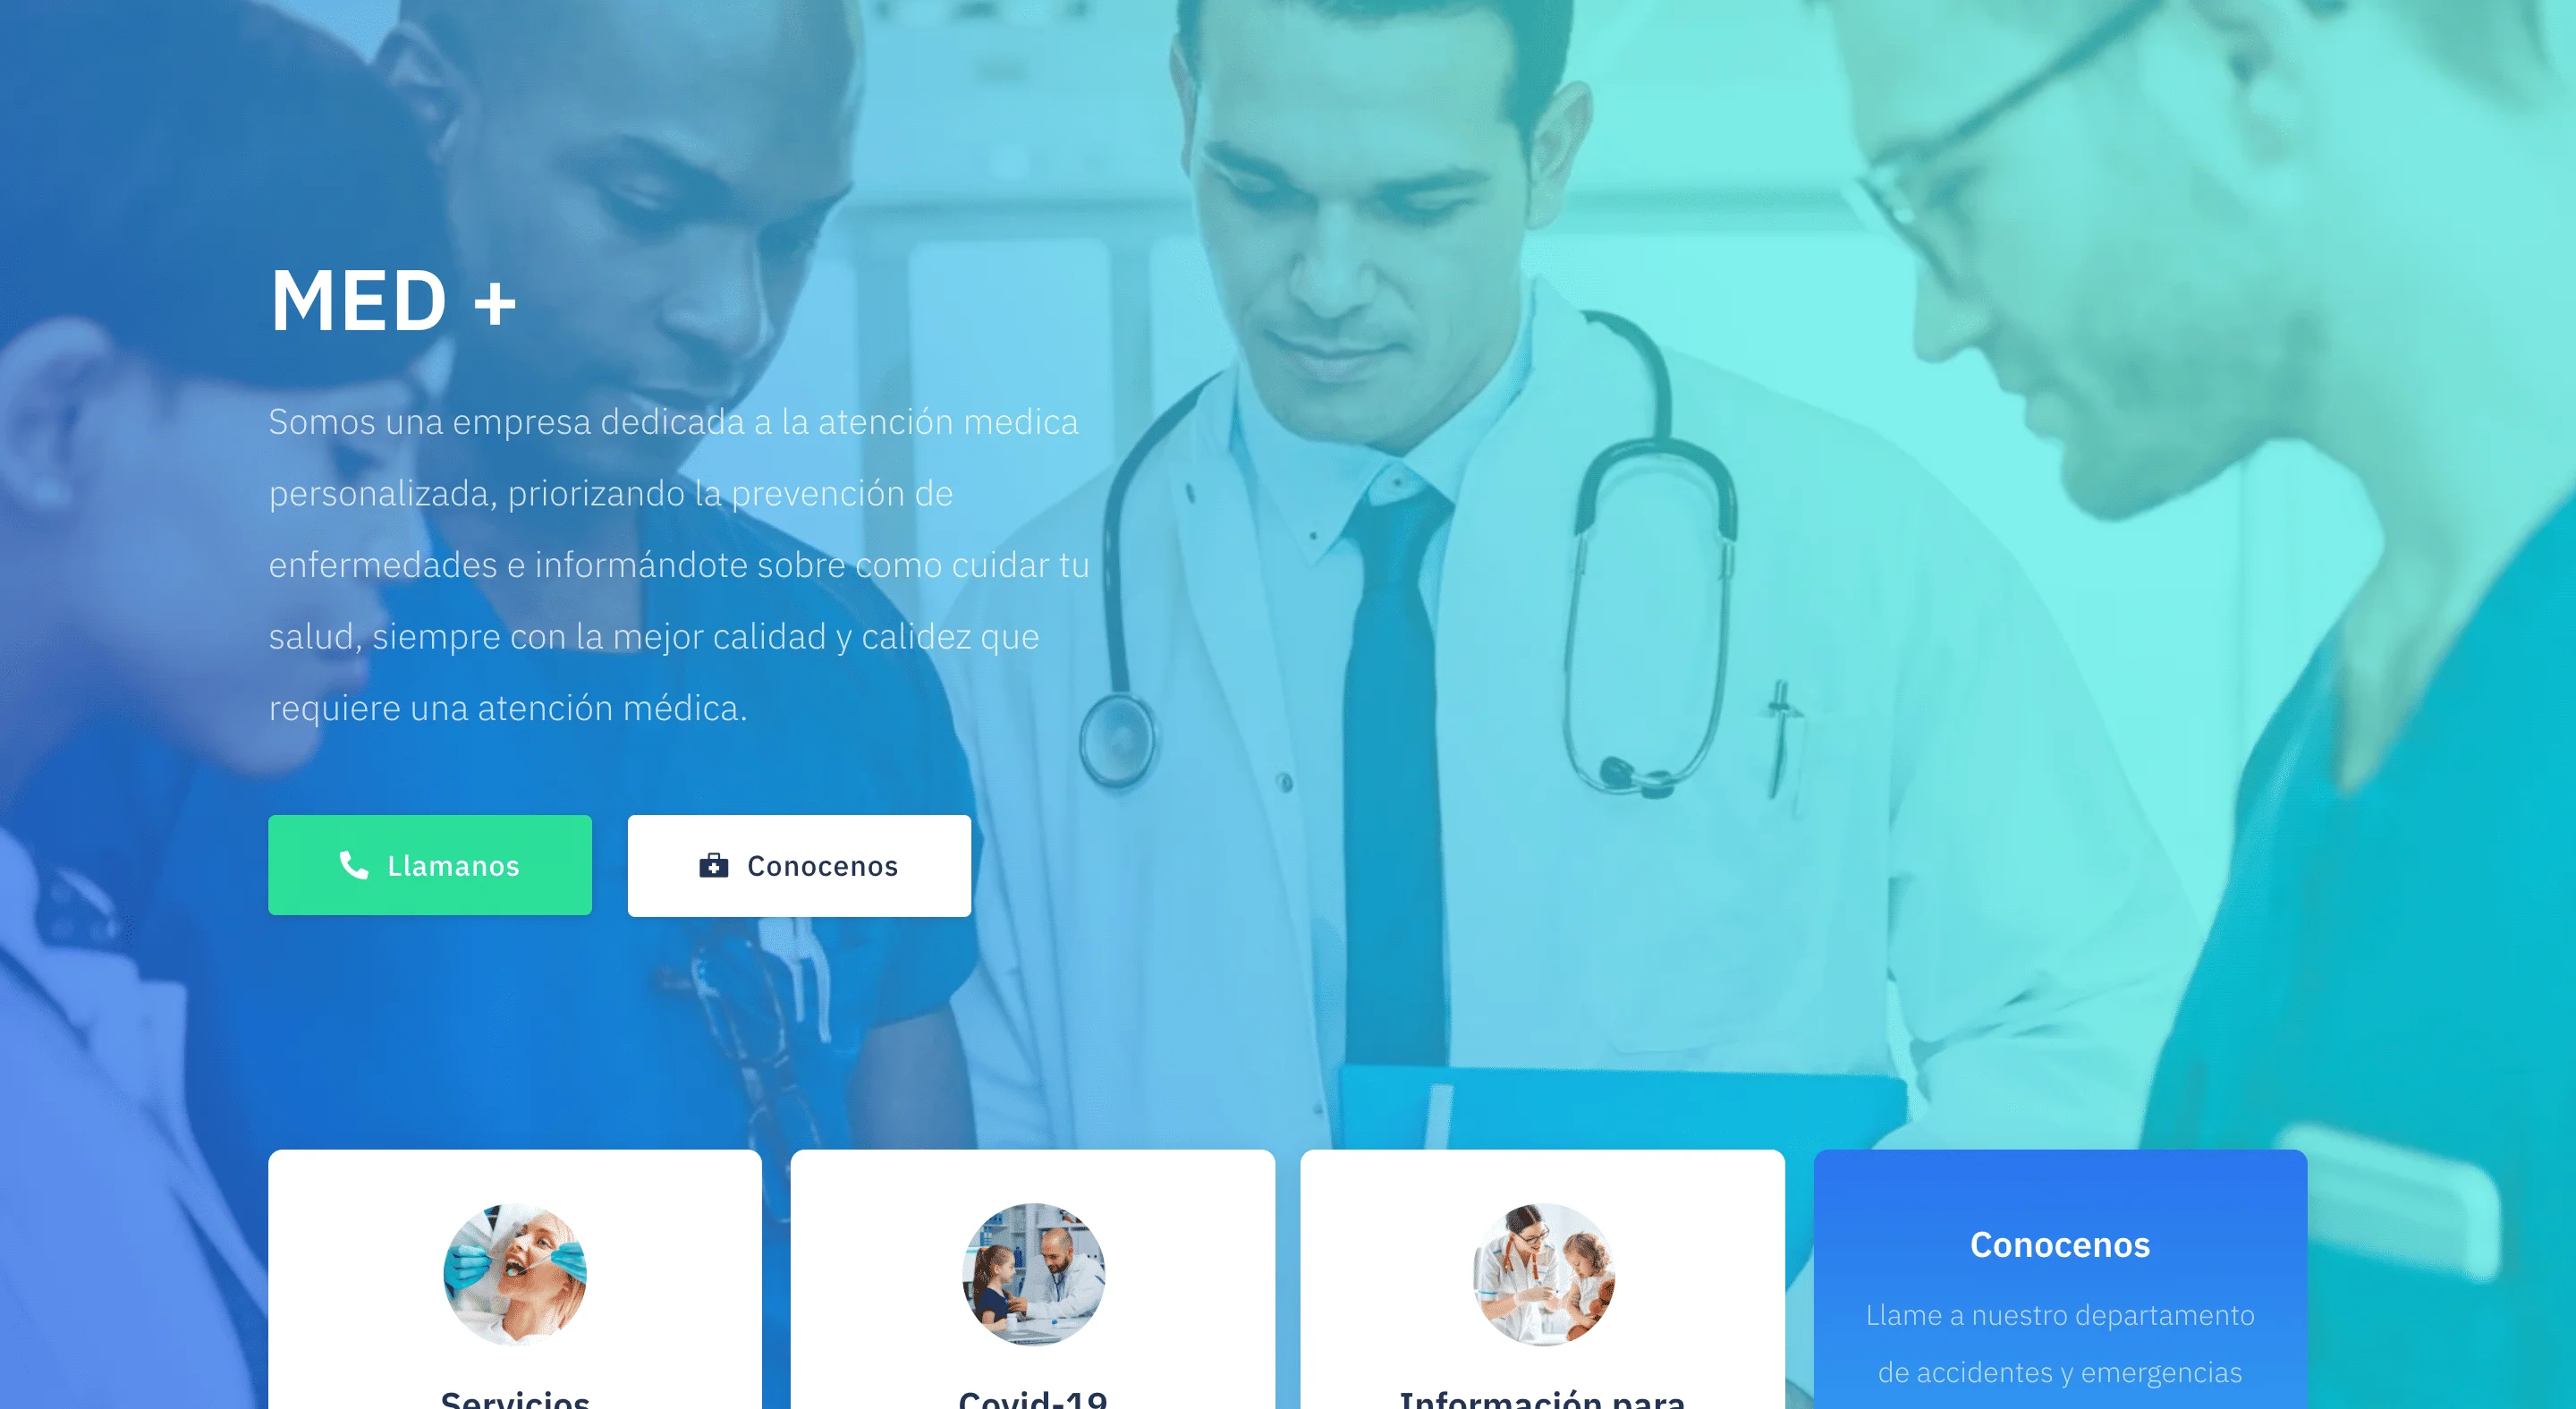 MED +
Somos una empresa dedicada a la atención medica
personalizada, priorizando la prevención de
enfermedades e informándote sobre como cuidar tu
salud, siempre con la mejor calidad y calidez que
requiere una atención médica.
Llamanos
Conocenos
Servicios
Covid-19
Información para
Conocenos
Llame a nuestro departamento
de accidentes y emergencias